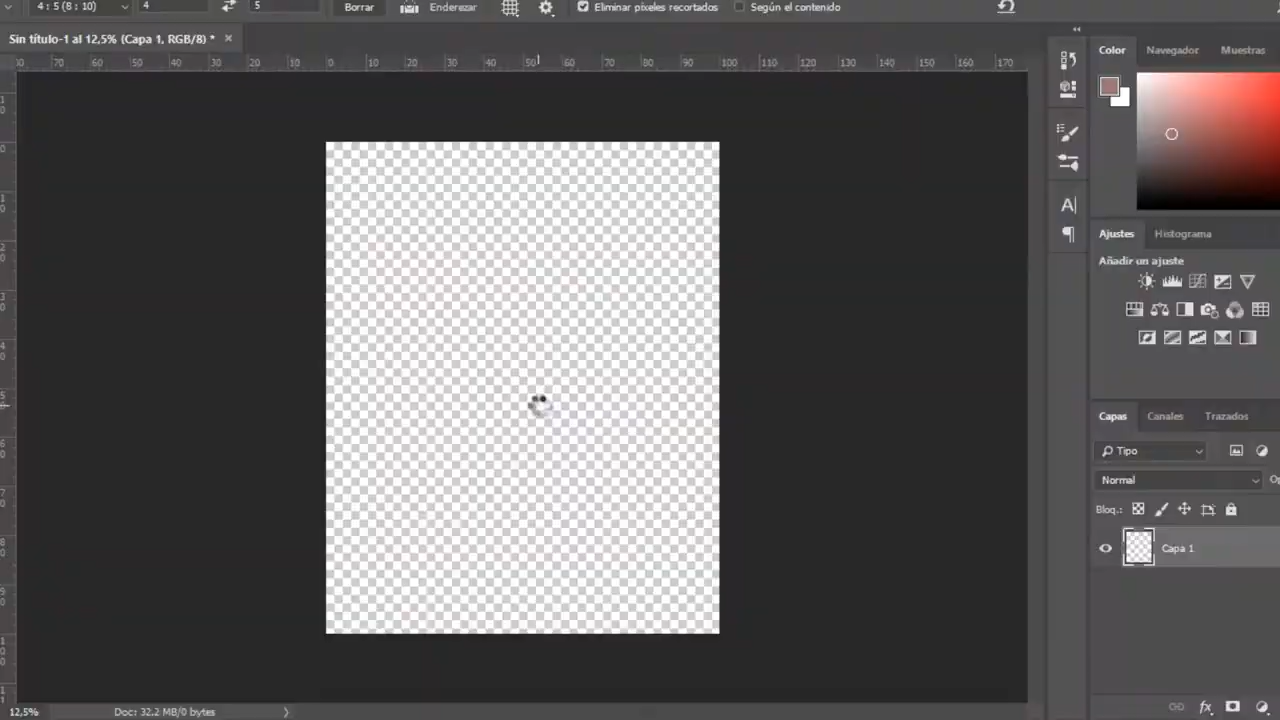 4 : 5 (8 : 10) 4 5 Borrar Enderezar Eliminar píxeles recortados Según el contenido
Sin título-1 al 12,5% (Capa 1, RGB/8) *
70 60 50 40 30 20 10 0 10 20 30 40 50 60 70 80 90 100 110 120 130 140 150 160 170
Color Navegador Muestras
Ajustes Histograma
Añadir un ajuste
Capas Canales Trazados
Tipo
Normal
Bloq.:
Capa 1
12,5% Doc: 32.2 MB/0 bytes